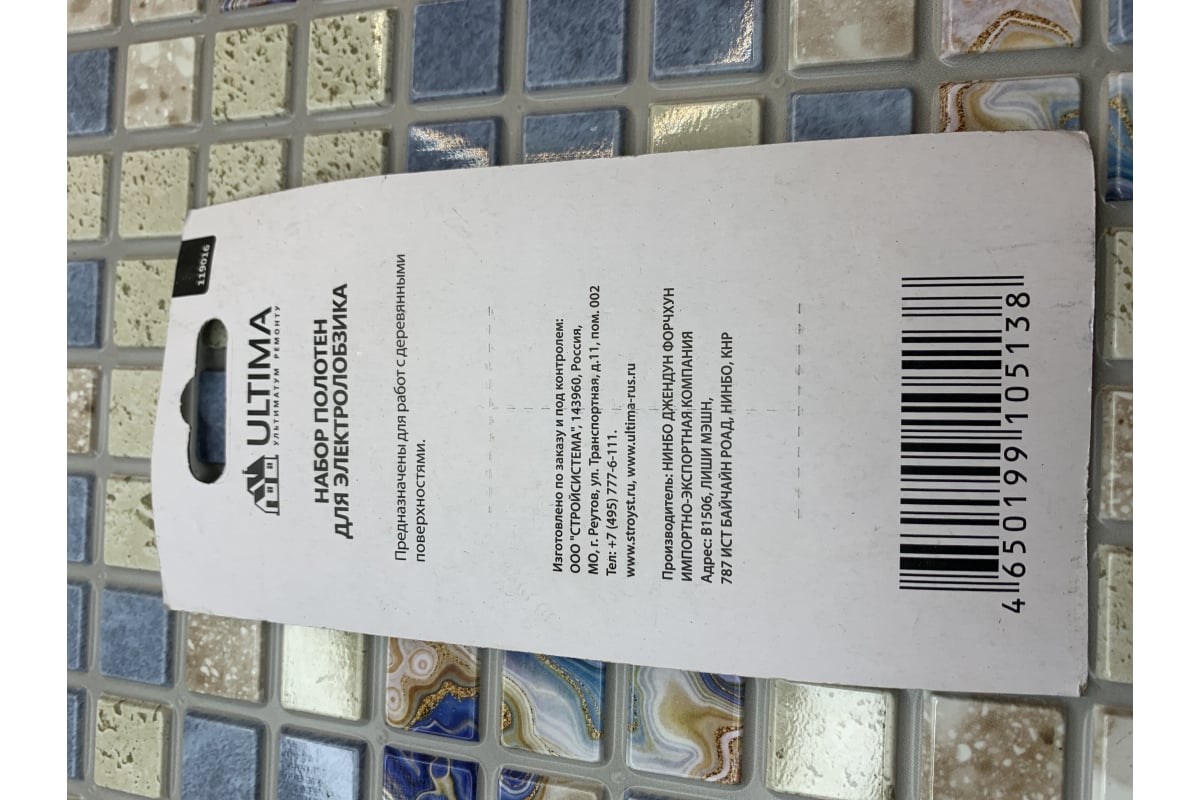 119016
ULTIMA
УЛЬТИМАТУМ РЕМОНТУ
НАБОР ПОЛОТЕН
ДЛЯ ЭЛЕКТРОЛОБЗИКА
Предназначены для работ с деревянными
поверхностями.
Изготовлено по заказу и под контролем:
ООО "СТРОЙСИСТЕМА", 143960, Россия,
МО, г. Реутов, ул. Транспортная, д.11, пом. 002
Тел: +7 (495) 777-6-111.
www.stroyst.ru, www.ultima-rus.ru
Производитель: НИНБО ДЖЕНДУН ФОРЧХУН
ИМПОРТНО-ЭКСПОРТНАЯ КОМПАНИЯ
Адрес: В1506, ЛИШИ МЭШН,
787 ИСТ БАЙЧАЙН РОАД, НИНБО, КНР
4 650199 105138